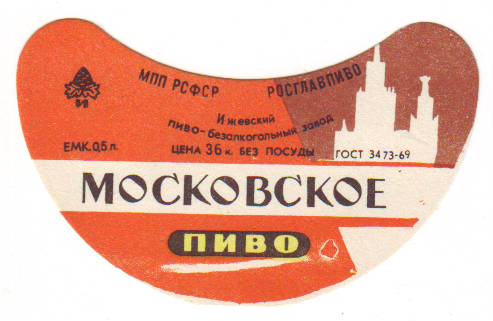 МПП РСФСР РОСГЛАВПИВО
Ижевский
пиво-безалкогольный завод
ЕМК. 0,5 л.
ЦЕНА 36 к. БЕЗ ПОСУДЫ
ГОСТ 3473-69
МОСКОВСКОЕ
ПИВО